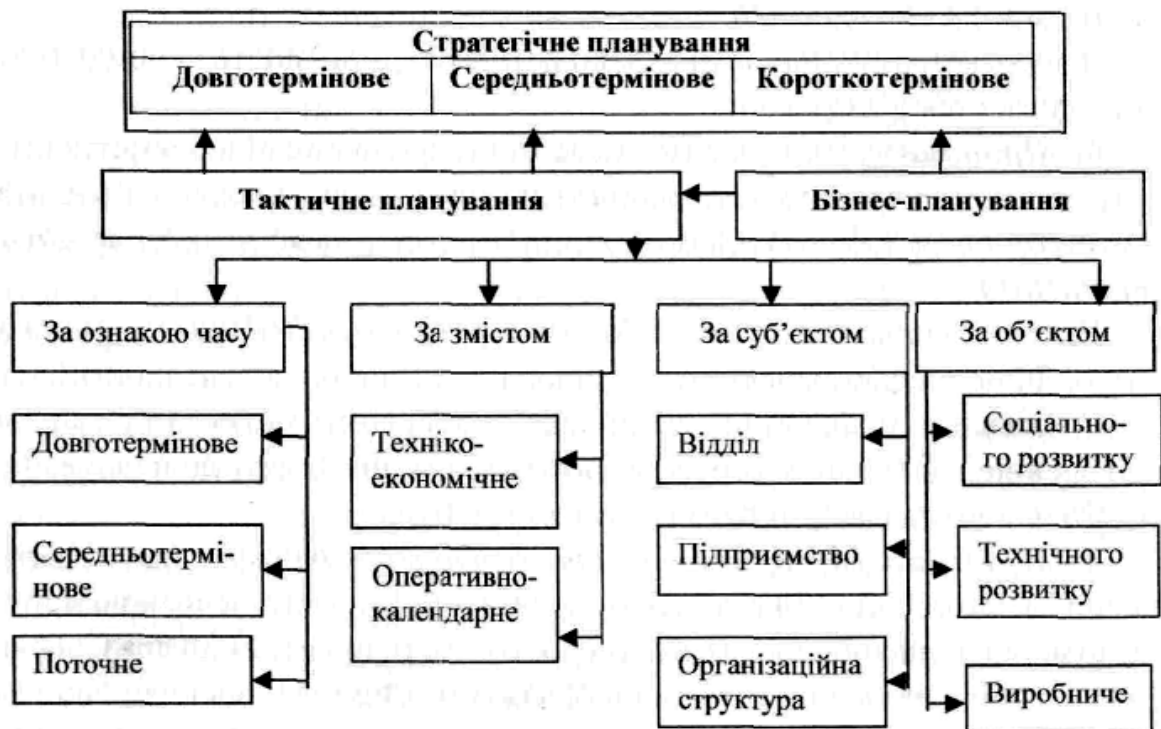 Стратегічне планування
Довготермінове
Середньотермінове
Короткотермінове
Тактичне планування
Бізнес-планування
За ознакою часу
За змістом
За суб’єктом
За об’єктом
Довготермінове
Середньотермі-
нове
Поточне
Техніко-
економічне
Оперативно-
календарне
Відділ
Підприємство
Організаційна
структура
Соціально-
го розвитку
Технічного
розвитку
Виробниче